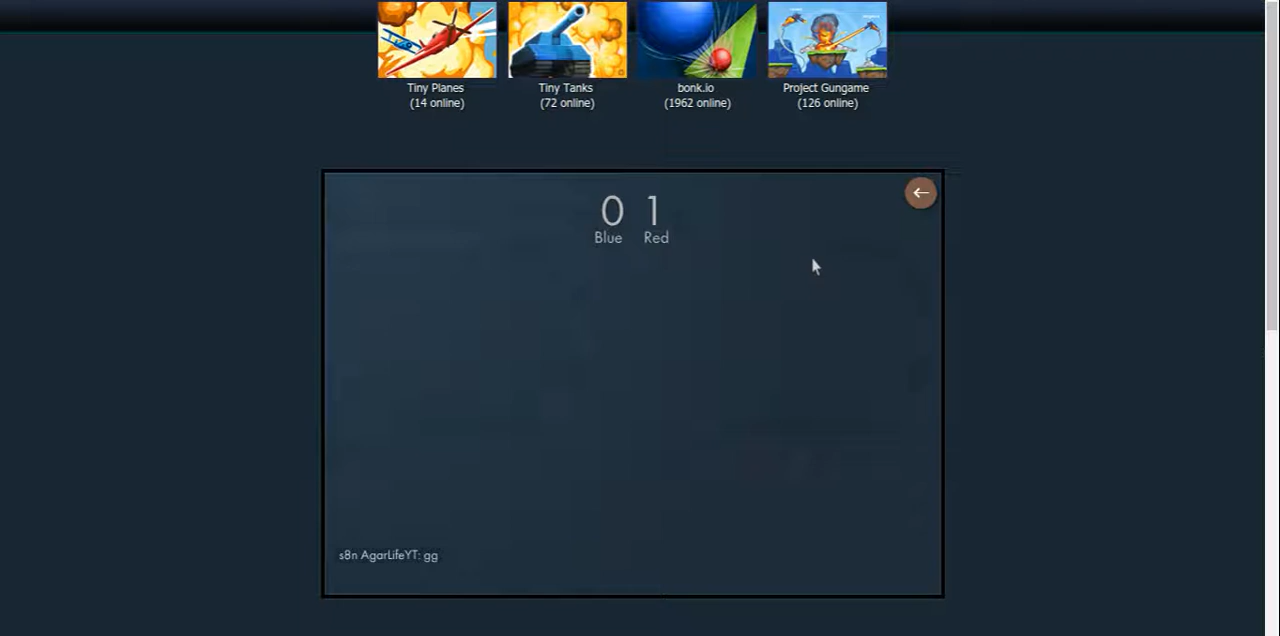 Tiny Planes
(14 online)
Tiny Tanks
(72 online)
bonk.io
(1962 online)
Project Gungame
(126 online)
0 1
Blue Red
s8n AgarLifeYT: gg